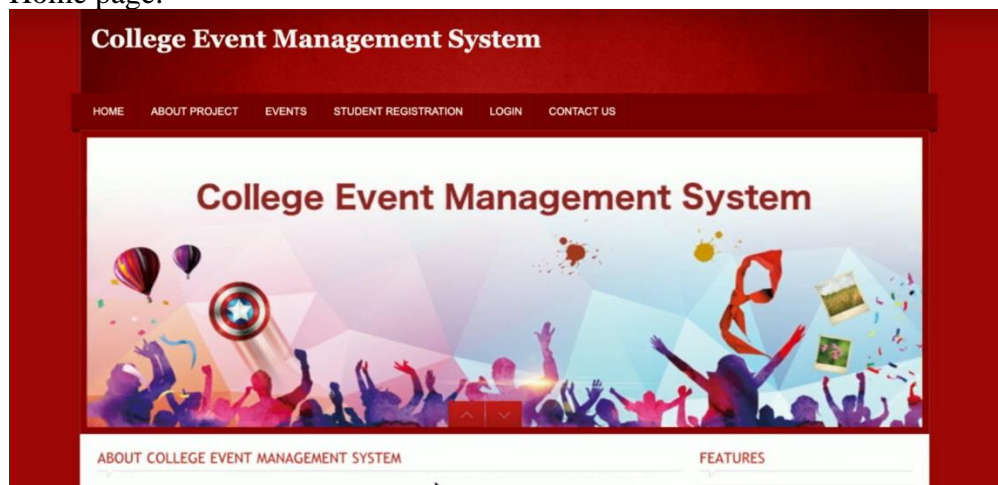 Home page:
College Event Management System
HOME ABOUT PROJECT EVENTS STUDENT REGISTRATION LOGIN CONTACT US
College Event Management System
ABOUT COLLEGE EVENT MANAGEMENT SYSTEM
FEATURES